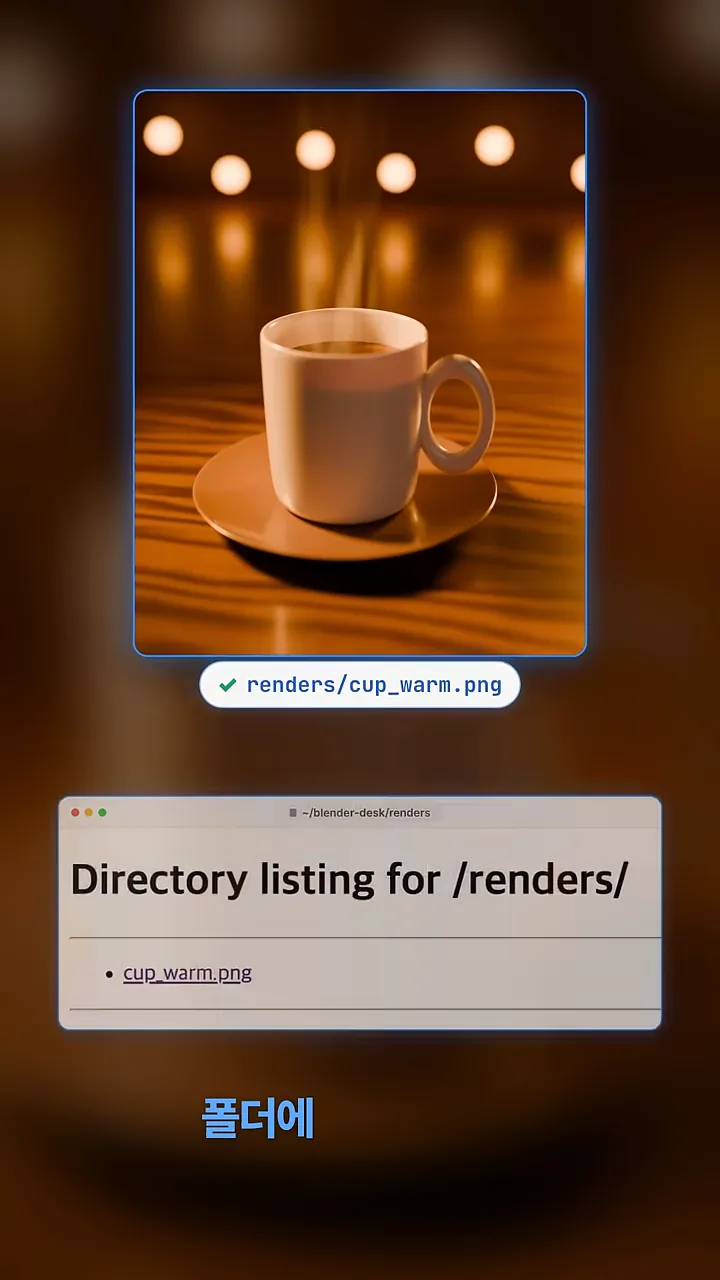 renders/cup_warm.png
~/blender-desk/renders
Directory listing for /renders/
cup_warm.png
폴더에